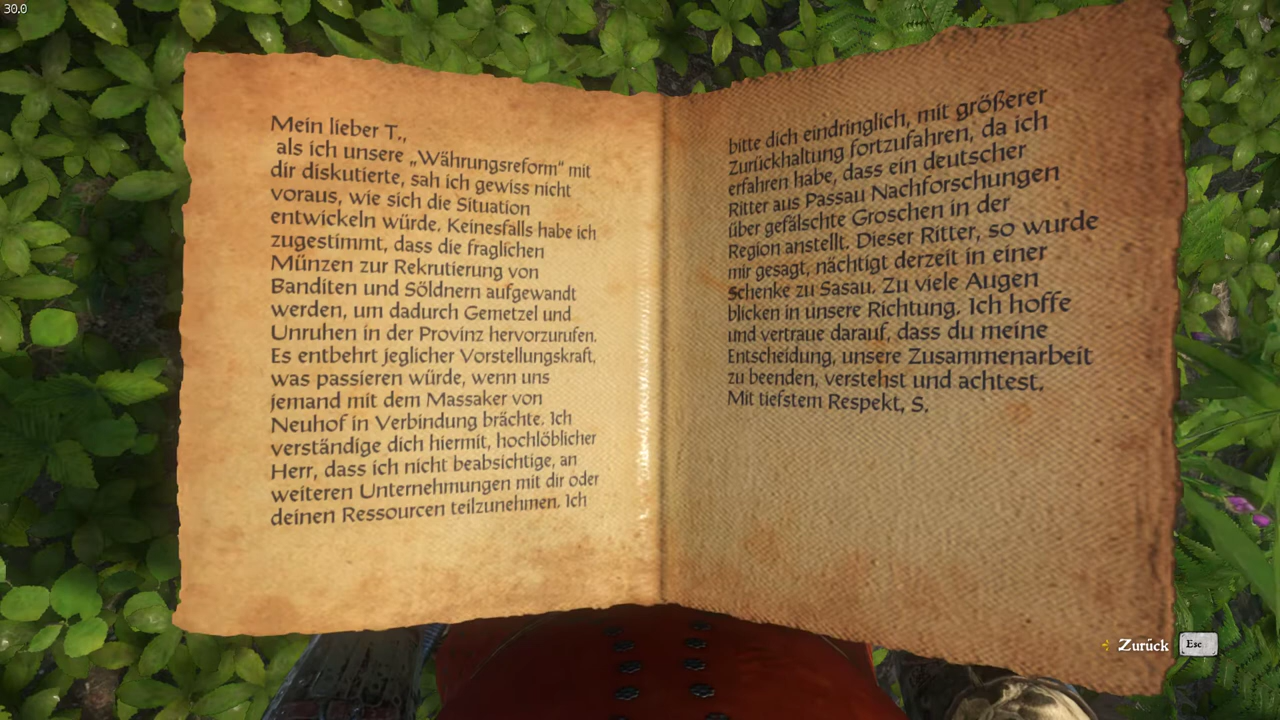 30.0
Mein lieber T.,
als ich unsere „Währungsreform“ mit
dir diskutierte, sah ich gewiss nicht
voraus, wie sich die Situation
entwickeln würde. Keinesfalls habe ich
zugestimmt, dass die fraglichen
Münzen zur Rekrutierung von
Banditen und Söldnern aufgewandt
werden, um dadurch Gemetzel und
Unruhen in der Provinz hervorzurufen.
Es entbehrt jeglicher Vorstellungskraft,
was passieren würde, wenn uns
jemand mit dem Massaker von
Neuhof in Verbindung brächte. Ich
verständige dich hiermit, hochlöblicher
Herr, dass ich nicht beabsichtige, an
weiteren Unternehmungen mit dir oder
deinen Ressourcen teilzunehmen. Ich
bitte dich eindringlich, mit größerer
Zurückhaltung fortzufahren, da ich
erfahren habe, dass ein deutscher
Ritter aus Passau Nachforschungen
über gefälschte Groschen in der
Region anstellt. Dieser Ritter, so wurde
mir gesagt, nächtigt derzeit in einer
Schenke zu Sasau. Zu viele Augen
blicken in unsere Richtung. Ich hoffe
und vertraue darauf, dass du meine
Entscheidung, unsere Zusammenarbeit
zu beenden, verstehst und achtest.
Mit tiefstem Respekt, S.
Zurück Esc